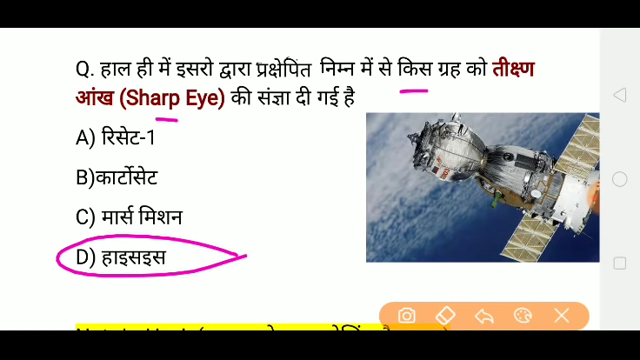 Q. हाल ही में इसरो द्वारा प्रक्षेपित निम्न में से किस ग्रह को तीक्ष्ण
आंख (Sharp Eye) की संज्ञा दी गई है
A) रिसेट-1
B)कार्टोसेट
C) मार्स मिशन
D) हाइसइस